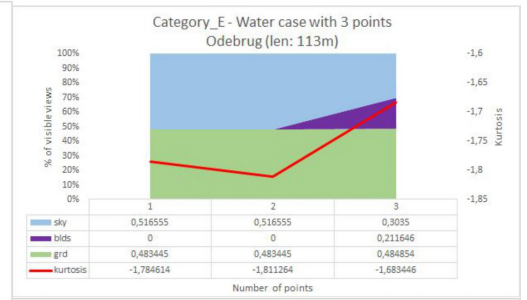 Category_E - Water case with 3 points
Odebrug (len: 113m)
100%
90%
80%
70%
60%
50%
40%
30%
20%
10%
0%
% of visible views
-1,6
-1,65
-1,7
-1,75
-1,8
-1,85
Kurtosis
1 2 3
sky 0,516555 0,516555 0,3035
blds 0 0 0,211646
grd 0,483445 0,483445 0,484854
kurtosis -1,784614 -1,811264 -1,683446
Number of points